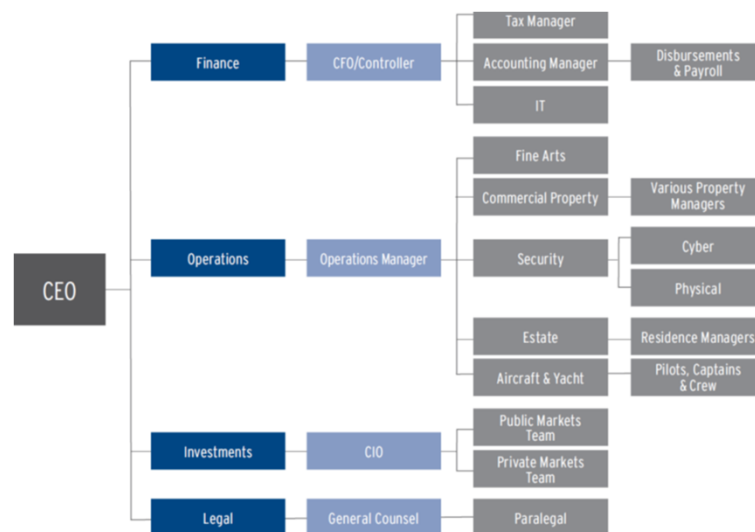 CEO
Finance
CFO/Controller
Tax Manager
Accounting Manager
Disbursements
& Payroll
IT
Operations
Operations Manager
Fine Arts
Commercial Property
Various Property
Managers
Security
Cyber
Physical
Estate
Residence Managers
Aircraft & Yacht
Pilots, Captains
& Crew
Investments
CIO
Public Markets
Team
Private Markets
Team
Legal
General Counsel
Paralegal